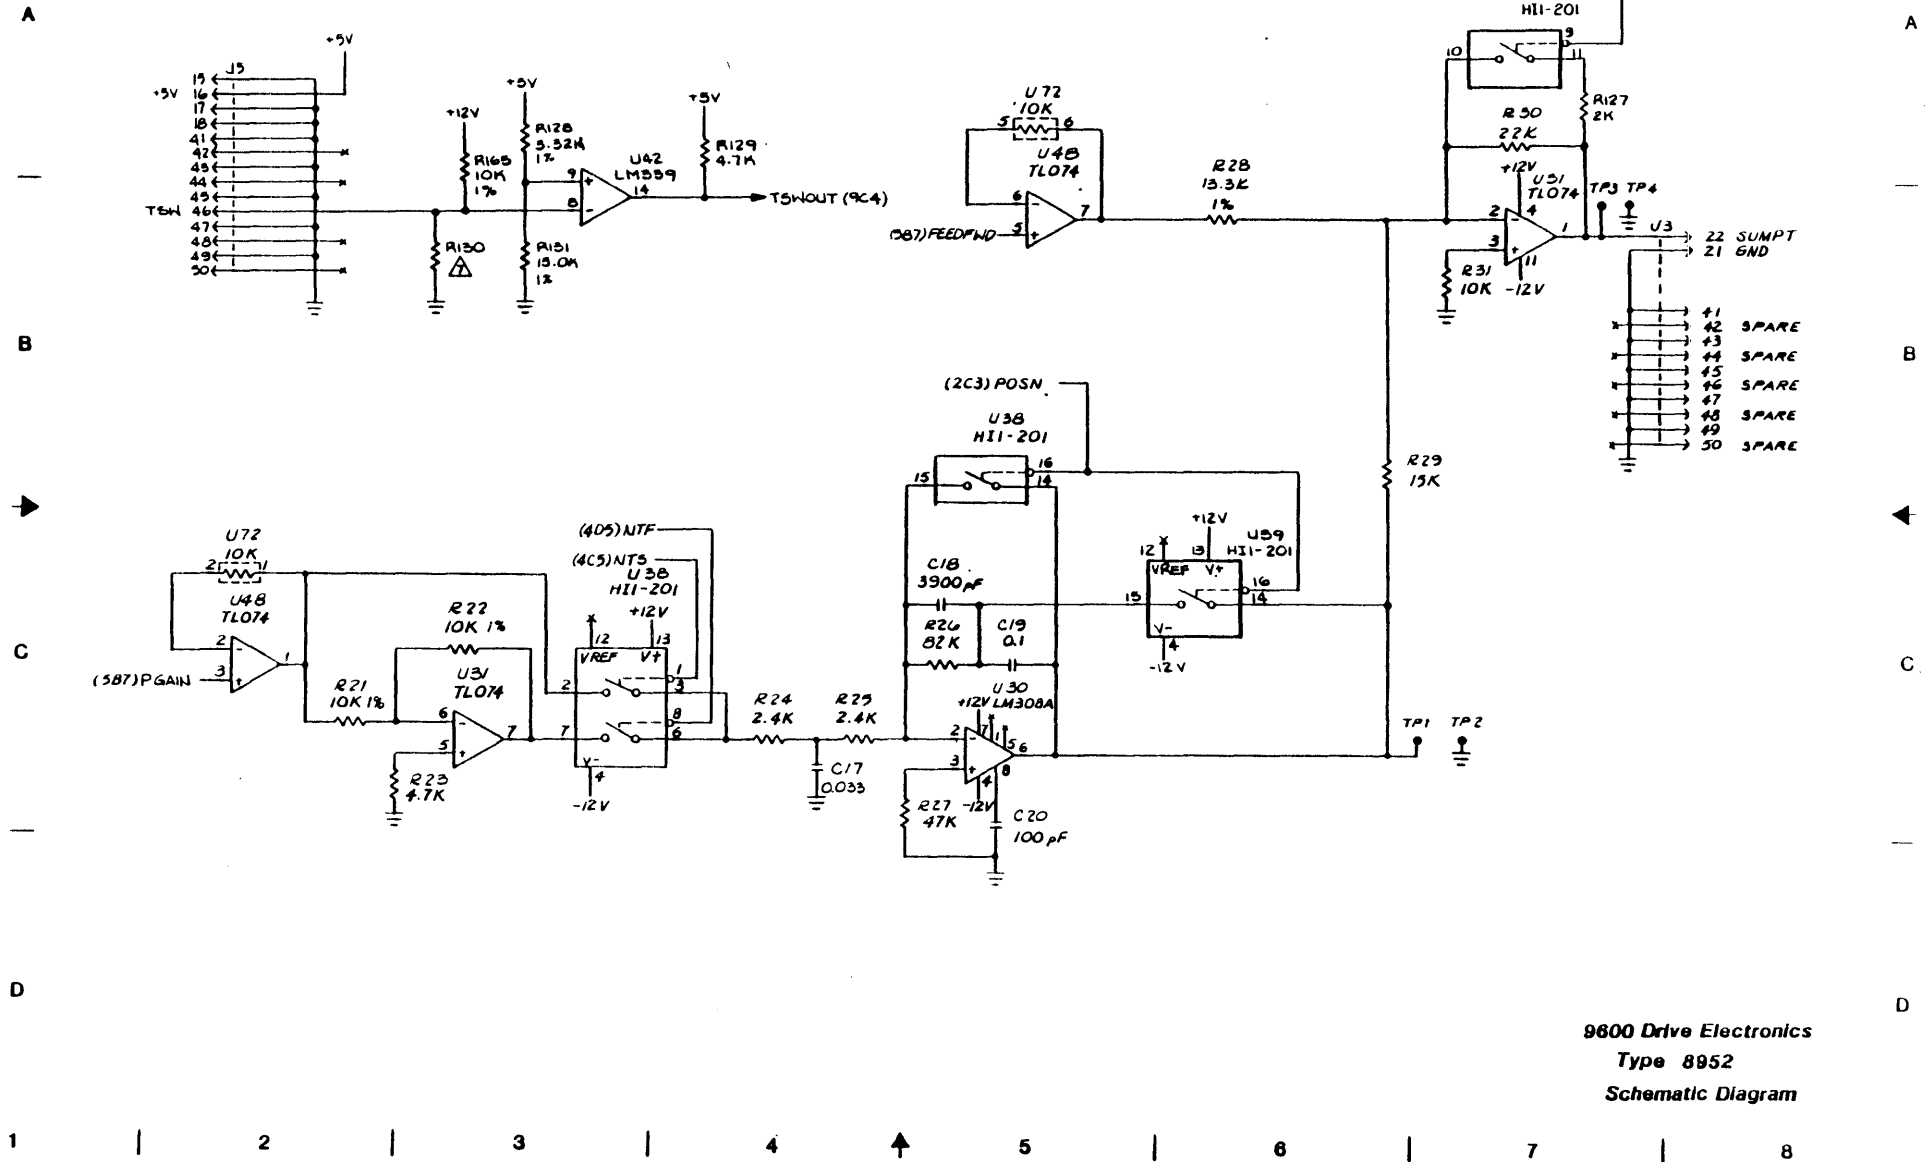 A
A
HI1-201
+5V
J5
9
10
11
15
+5V 16
17
18
41
42
43
44
45
TSW 46
47
48
49
50
+5V
+12V
R128
3.32K
1%
R165
10K
1%
+5V
R129
4.7K
U42
LM339
9
+
14
8
-
TSWOUT (9C4)
R130
7
R131
15.0K
1%
U72
10K
5
6
U48
TL074
6
-
7
(5B7)FEEDFWD
5
+
R28
13.3K
1%
R127
2K
R30
22K
+12V
U31
TL074
4
TP3 TP4
2
-
1
3
+
11
R31
10K
-12V
U3
22 SUMPT
21 GND
41
42 SPARE
43
44 SPARE
45
46 SPARE
47
48 SPARE
49
50 SPARE
B
B
(2C3)POSN
U38
HI1-201
16
15
14
R29
15K
U72
10K
2
1
U48
TL074
2
-
1
(5B7)PGAIN
3
+
(4D5)NTF
(4C5)NTS
U38
HI1-201
+12V
12
13
VREF
V+
1
2
3
8
7
6
V-
4
-12V
R22
10K 1%
U31
TL074
R21
10K 1%
6
-
7
5
+
R23
4.7K
R24
2.4K
R25
2.4K
C17
0.033
C18
3900pF
R26
82K
C19
0.1
U30
LM308A
+12V
7
1
5
2
-
6
3
+
4
8
-12V
R27
47K
C20
100pF
+12V
U39
HI1-201
12
13
VREF
V+
16
15
14
V-
4
-12V
TP1
TP2
C
C
D
D
9600 Drive Electronics
Type 8952
Schematic Diagram
1
2
3
4
5
6
7
8